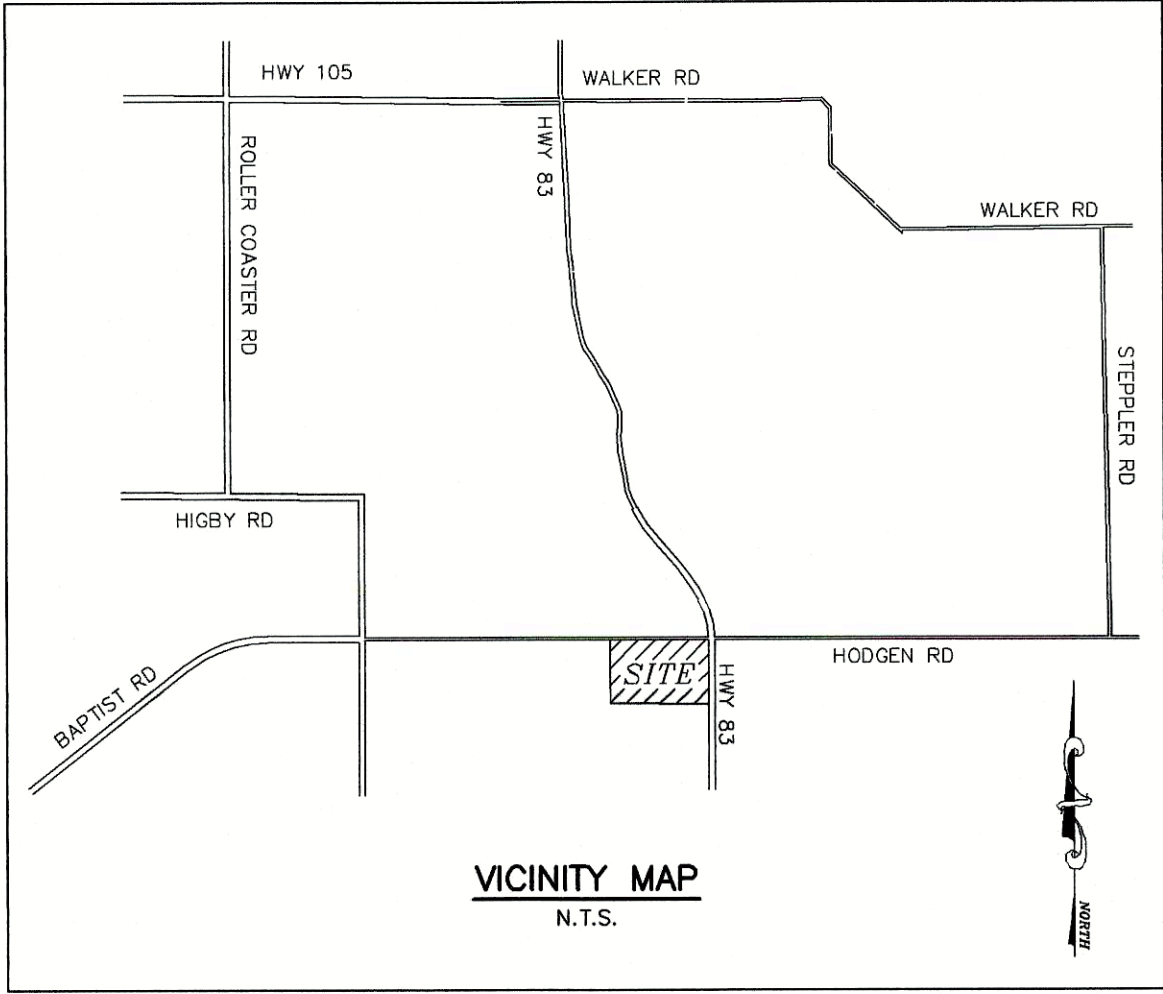 HWY 105
WALKER RD
HWY 83
ROLLER COASTER RD
WALKER RD
STEPPLER RD
HIGBY RD
BAPTIST RD
SITE
HWY 83
HODGEN RD
VICINITY MAP
N.T.S.
NORTH